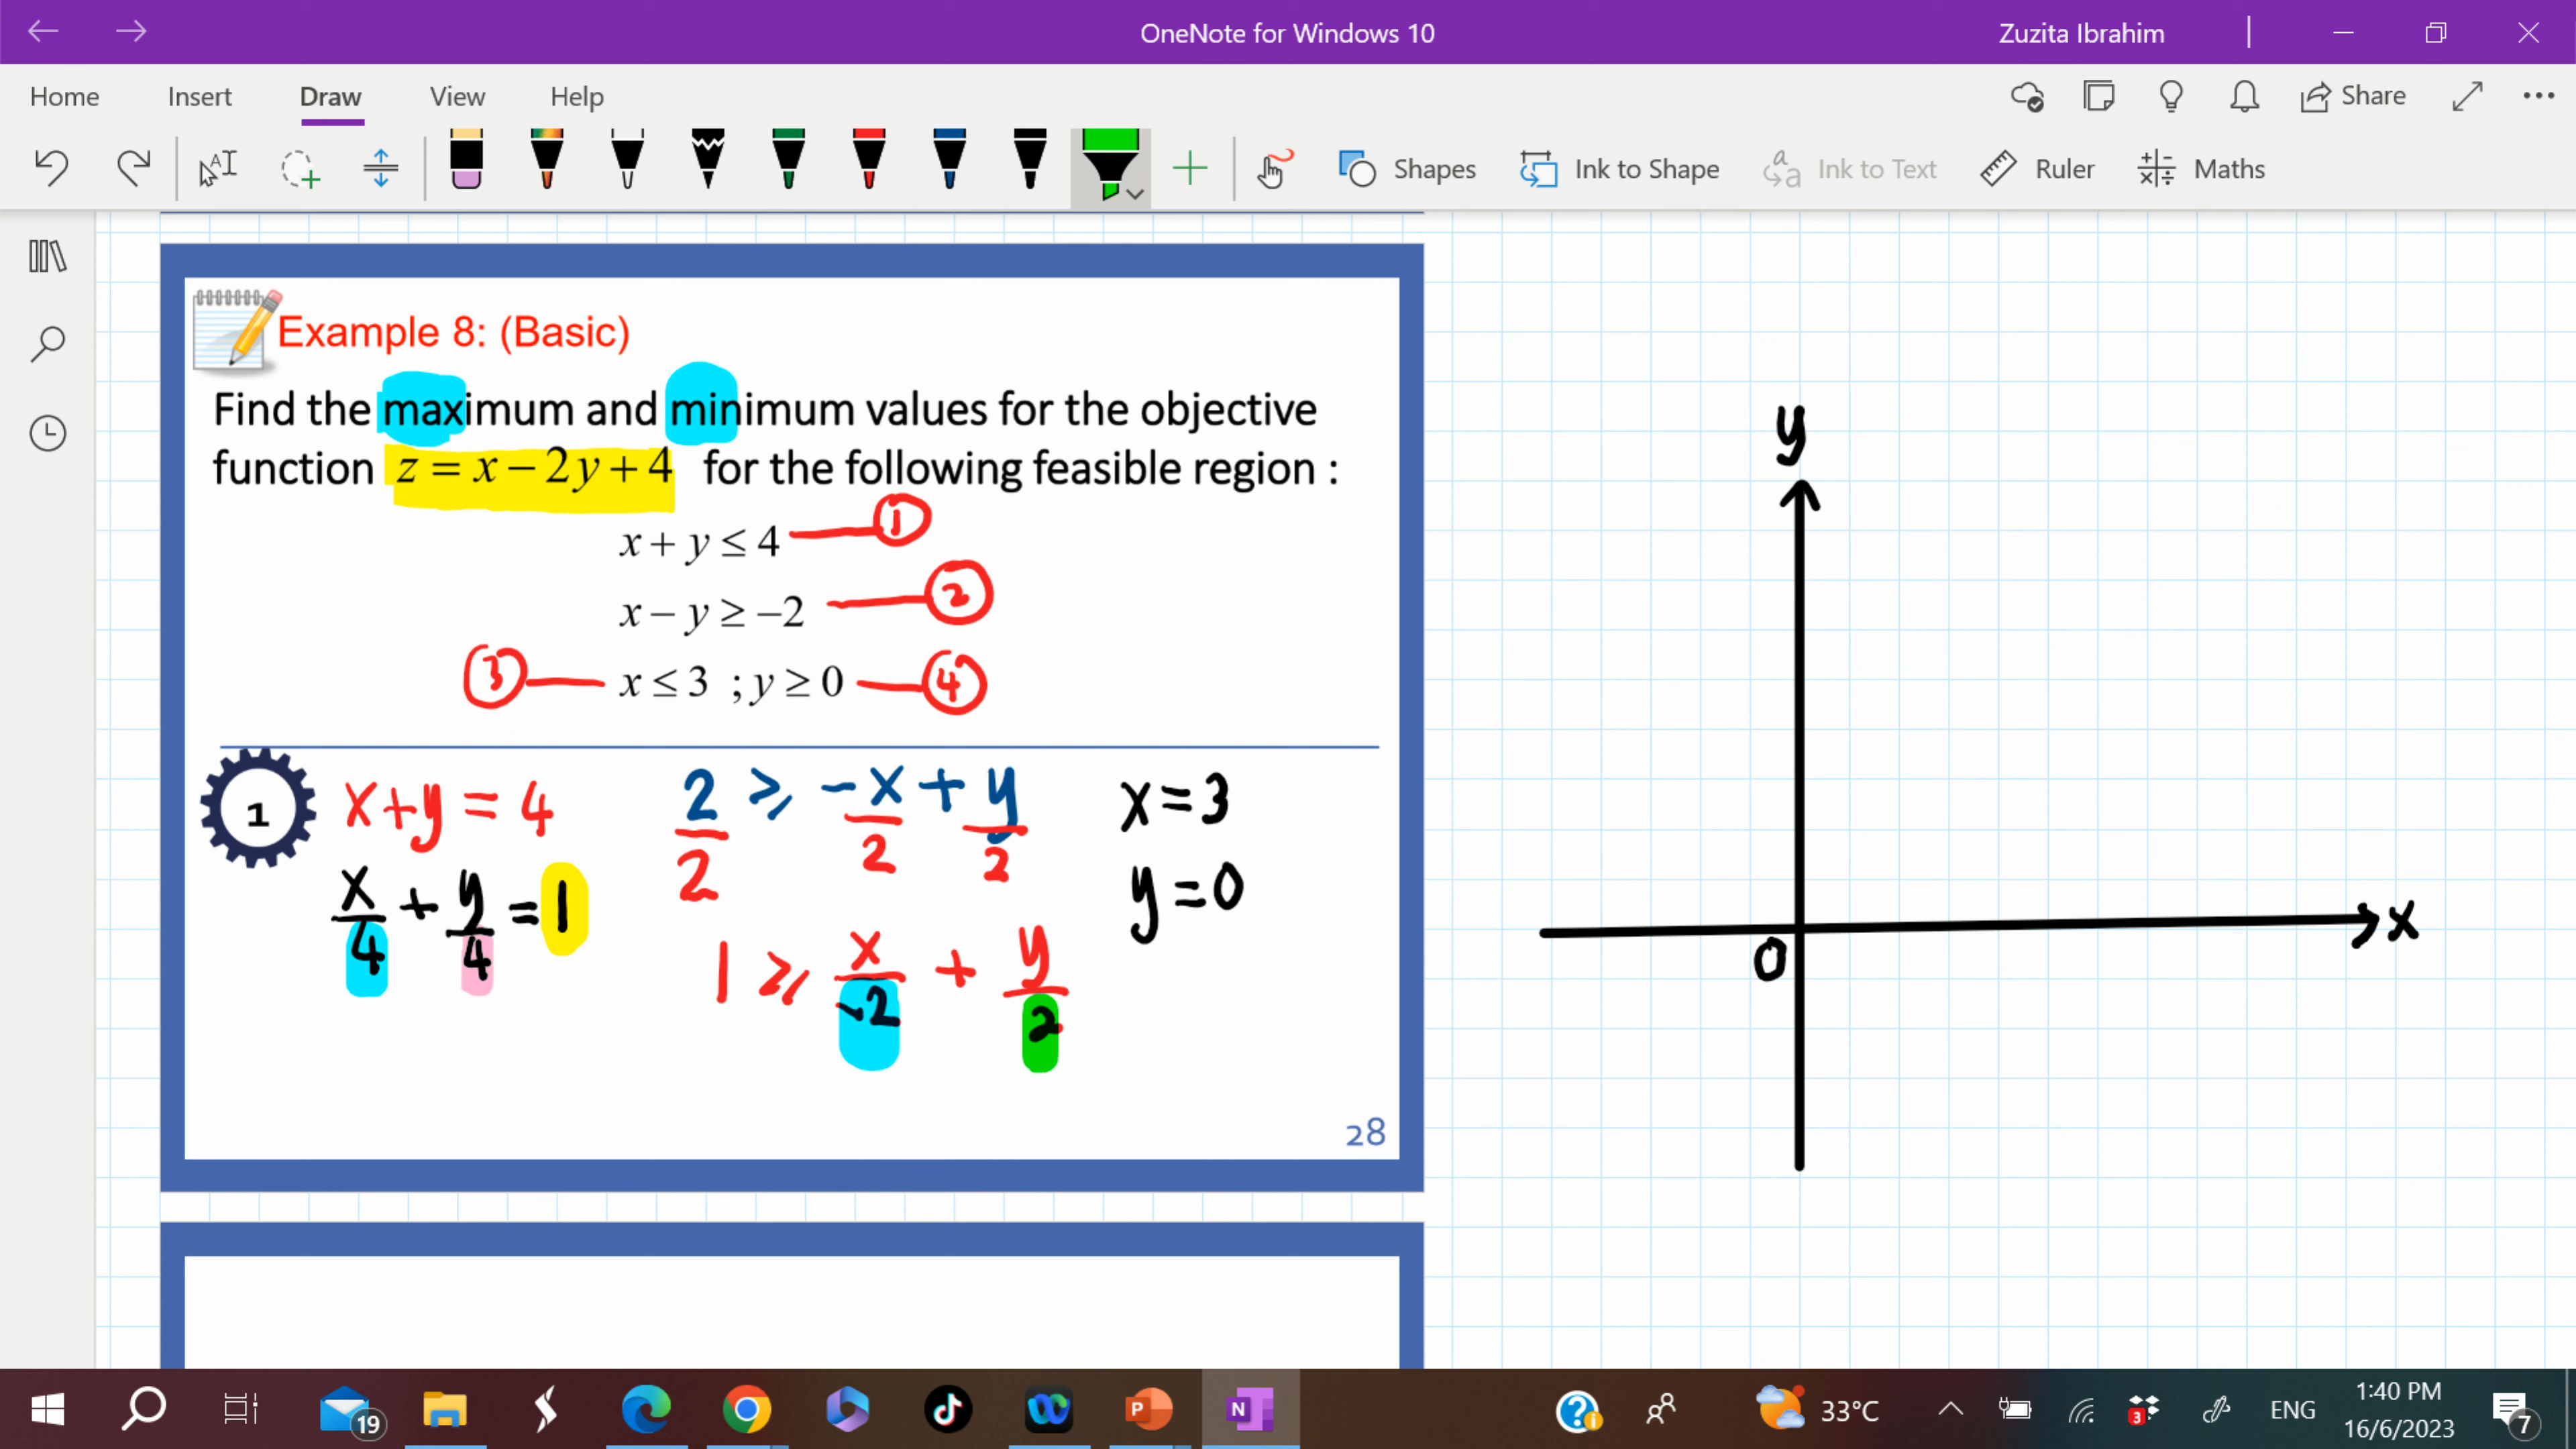 OneNote for Windows 10
Zuzita Ibrahim
Home Insert Draw View Help
Share
Shapes Ink to Shape Ink to Text Ruler Maths
Example 8: (Basic)
Find the maximum and minimum values for the objective
function z = x − 2y + 4 for the following feasible region :
x + y ≤ 4 ①
x − y ≥ −2 ②
③ x ≤ 3 ; y ≥ 0 ④
1
x+y = 4
x/4 + y/4 = 1
2/2 ≥ -x/2 + y/2
1 ≥ x/-2 + y/2
x=3
y=0
28
y
x
0
19
33°C
3
ENG
1:40 PM
16/6/2023
7